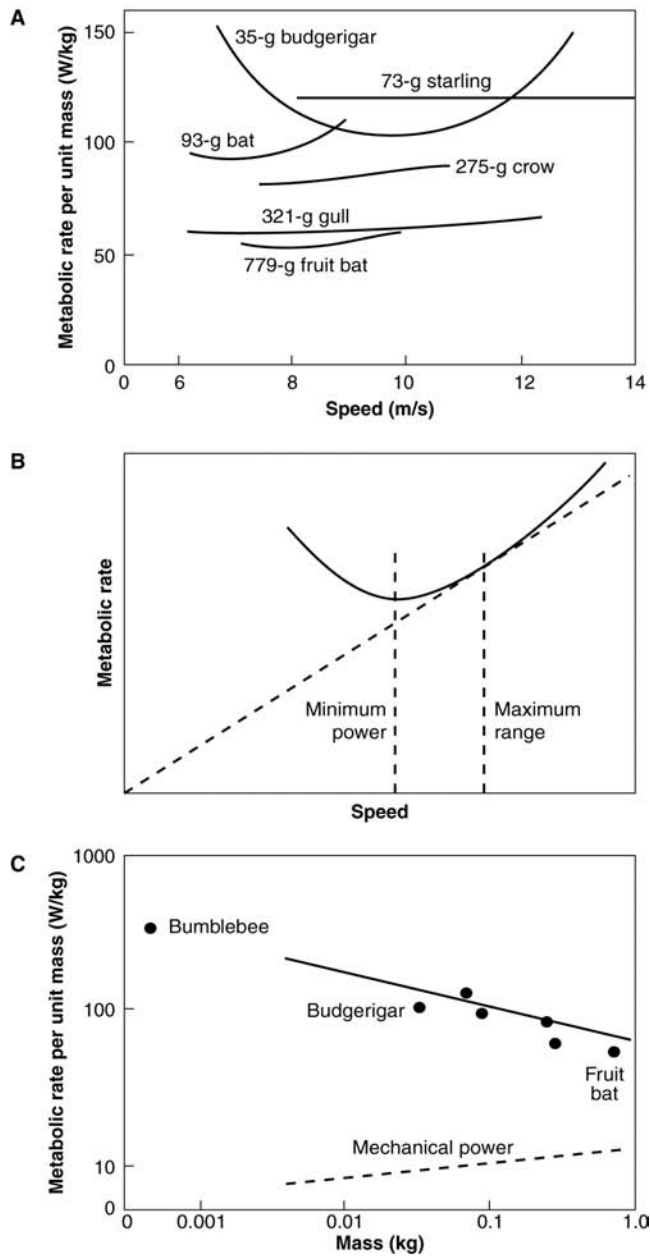 A
Metabolic rate per unit mass (W/kg)
150
100
50
0
35-g budgerigar
73-g starling
93-g bat
275-g crow
321-g gull
779-g fruit bat
0
6
8
10
12
14
Speed (m/s)
B
Metabolic rate
Minimum
power
Maximum
range
Speed
C
Metabolic rate per unit mass (W/kg)
1000
100
10
0
Bumblebee
Budgerigar
Fruit
bat
Mechanical power
0
0.001
0.01
0.1
1.0
Mass (kg)